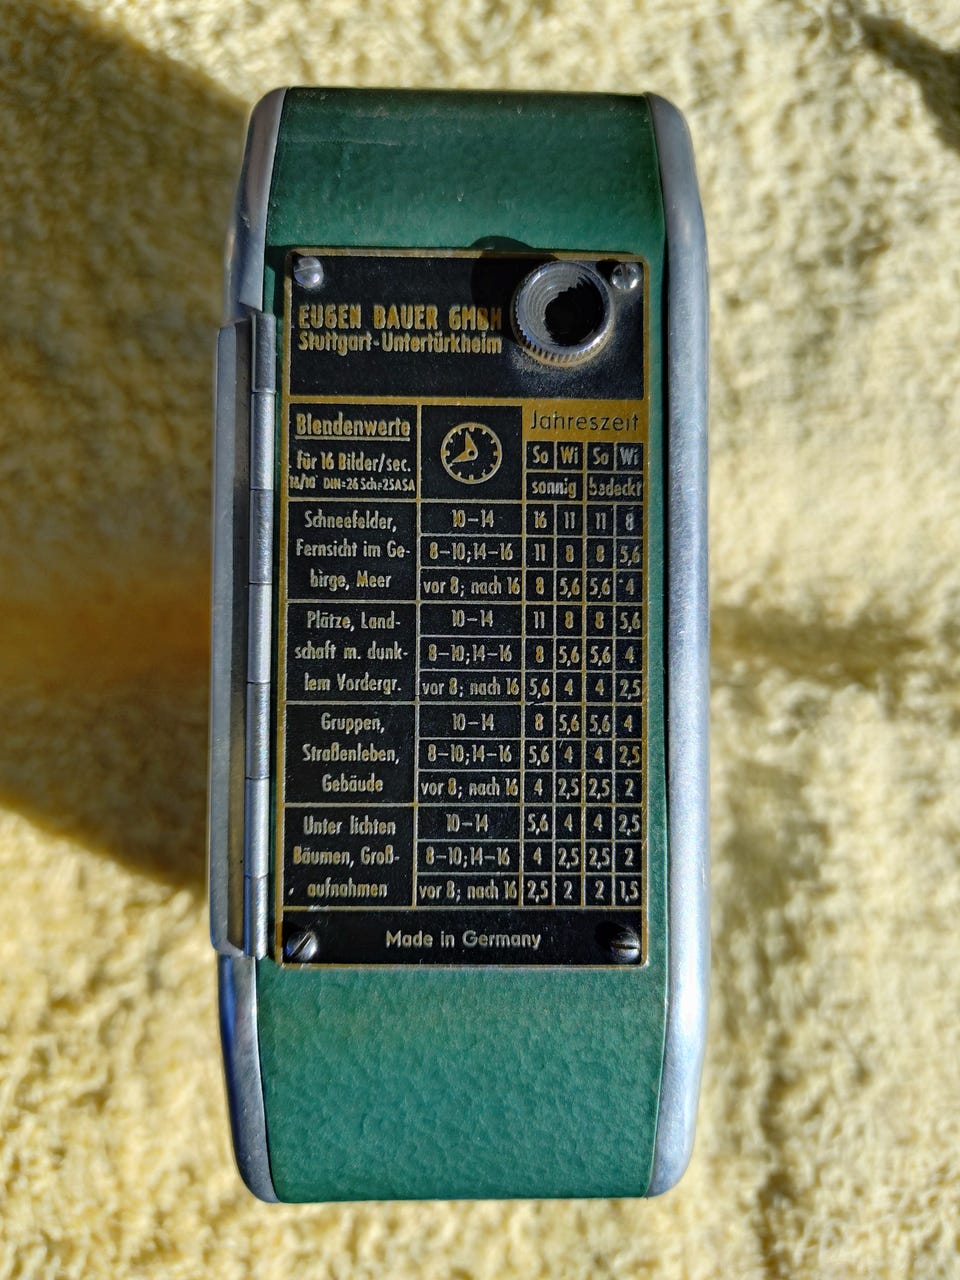 EUGEN BAUER GMBH
Stuttgart-Untertürkheim
Blendenwerte
für 16 Bilder/sec.
16/10° DIN=26 Sch=25ASA
Jahreszeit
So Wi So Wi
sonnig bedeckt
Schneefelder, 10–14 16 11 11 8
Fernsicht im Ge- 8–10;14–16 11 8 8 5,6
birge, Meer vor 8; nach 16 8 5,6 5,6 4
Plätze, Land- 10–14 11 8 8 5,6
schaft m. dunk- 8–10;14–16 8 5,6 5,6 4
lem Vordergr. vor 8; nach 16 5,6 4 4 2,5
Gruppen, 10–14 8 5,6 5,6 4
Straßenleben, 8–10;14–16 5,6 4 4 2,5
Gebäude vor 8; nach 16 4 2,5 2,5 2
Unter lichten 10–14 5,6 4 4 2,5
Bäumen, Groß- 8–10;14–16 4 2,5 2,5 2
aufnahmen vor 8; nach 16 2,5 2 2 1,5
Made in Germany